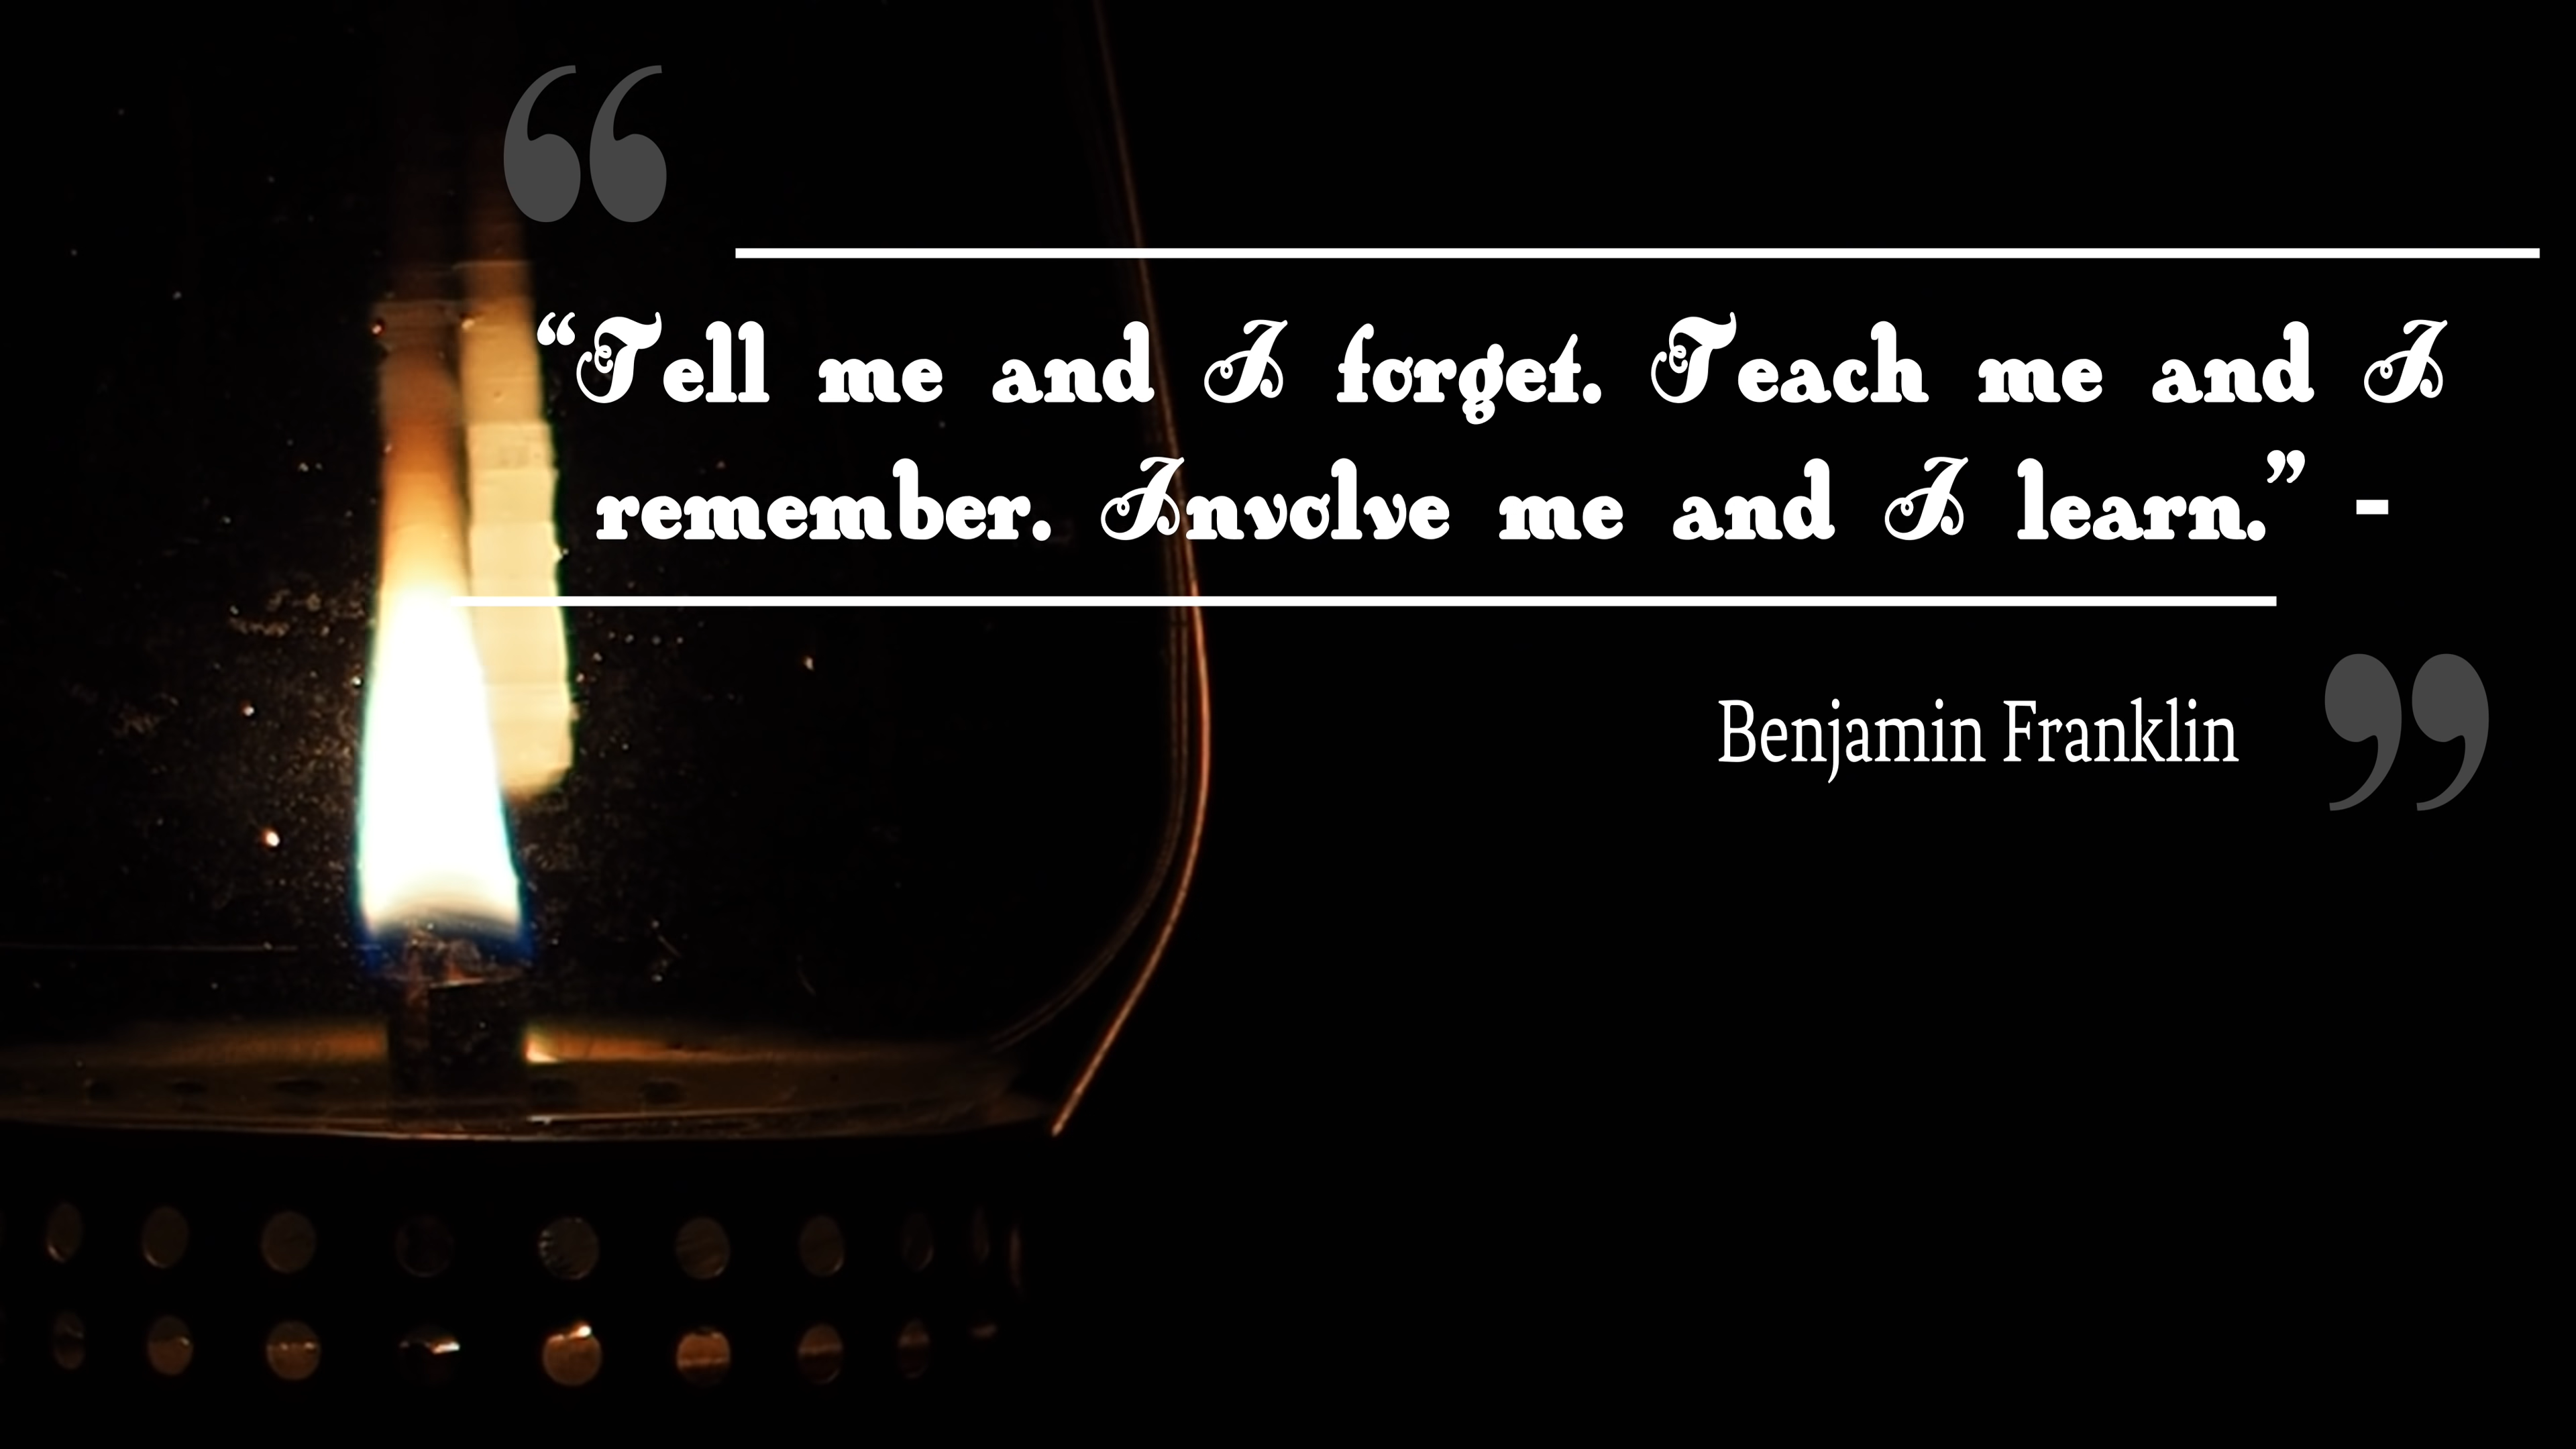 “Tell me and I forget. Teach me and I
remember. Involve me and I learn.” -
Benjamin Franklin